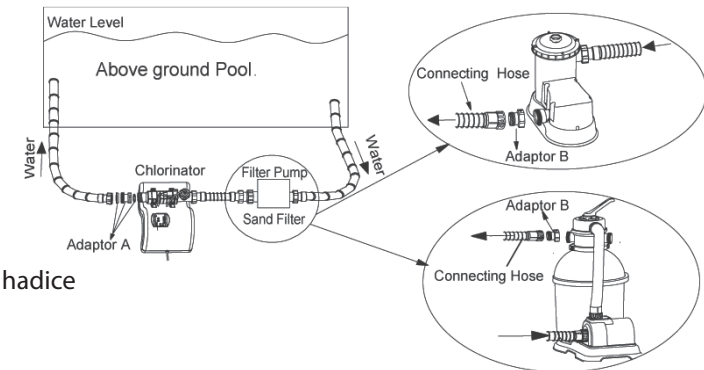 Water Level
Above ground Pool.
Connecting Hose
Adaptor B
Water
Water
Chlorinator
Filter Pump
Sand Filter
Adaptor A
Adaptor B
Connecting Hose
hadice